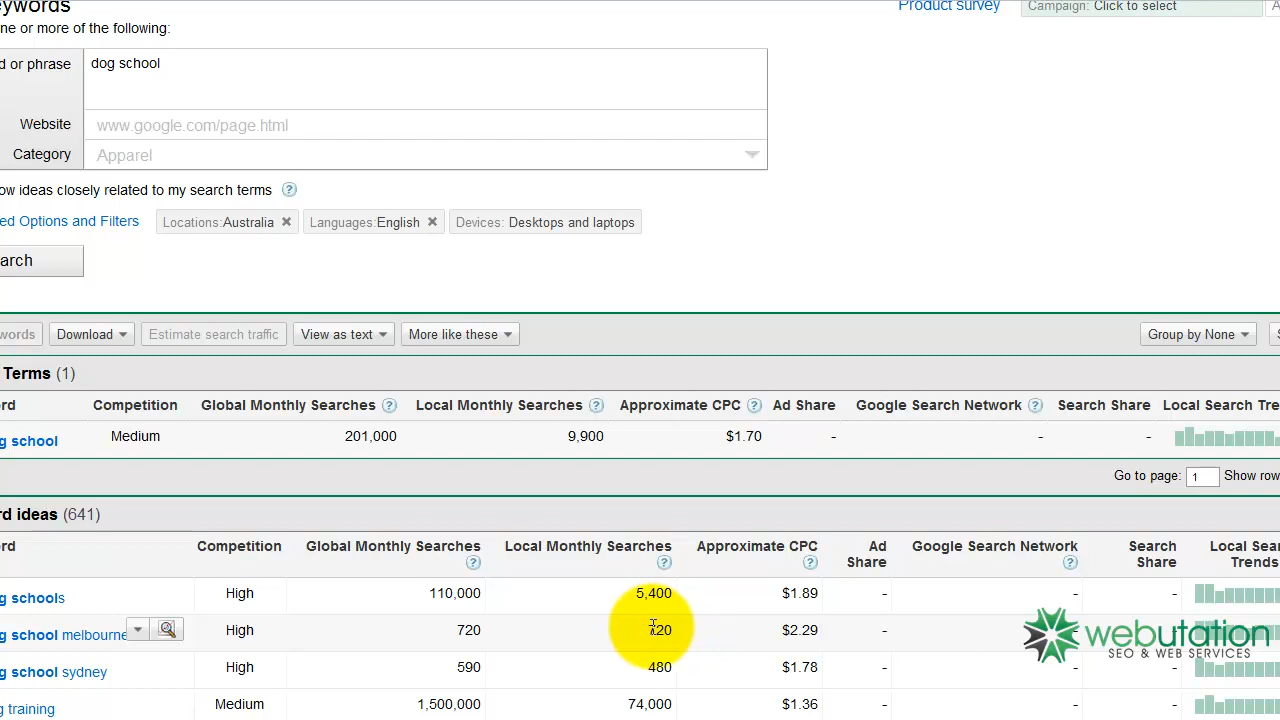 eywords
Product survey
Campaign: Click to select
ne or more of the following:
d or phrase
dog school
Website
www.google.com/page.html
Category
Apparel
ow ideas closely related to my search terms ?
ed Options and Filters
Locations:Australia ✖
Languages:English ✖
Devices: Desktops and laptops
arch
words
Download
Estimate search traffic
View as text
More like these
Group by None
Terms (1)
rd Competition Global Monthly Searches ? Local Monthly Searches ? Approximate CPC ? Ad Share Google Search Network ? Search Share Local Search Tre
g school Medium 201,000 9,900 $1.70 - - -
Go to page: 1 Show row
rd ideas (641)
rd Competition Global Monthly Searches ? Local Monthly Searches ? Approximate CPC ? Ad Share Google Search Network ? Search Share Local Sear Trends
g schools High 110,000 5,400 $1.89 - - -
g school melbourne High 720 720 $2.29 - -
g school sydney High 590 480 $1.78 - -
g training Medium 1,500,000 74,000 $1.36 - - -
webutation
SEO & WEB SERVICES